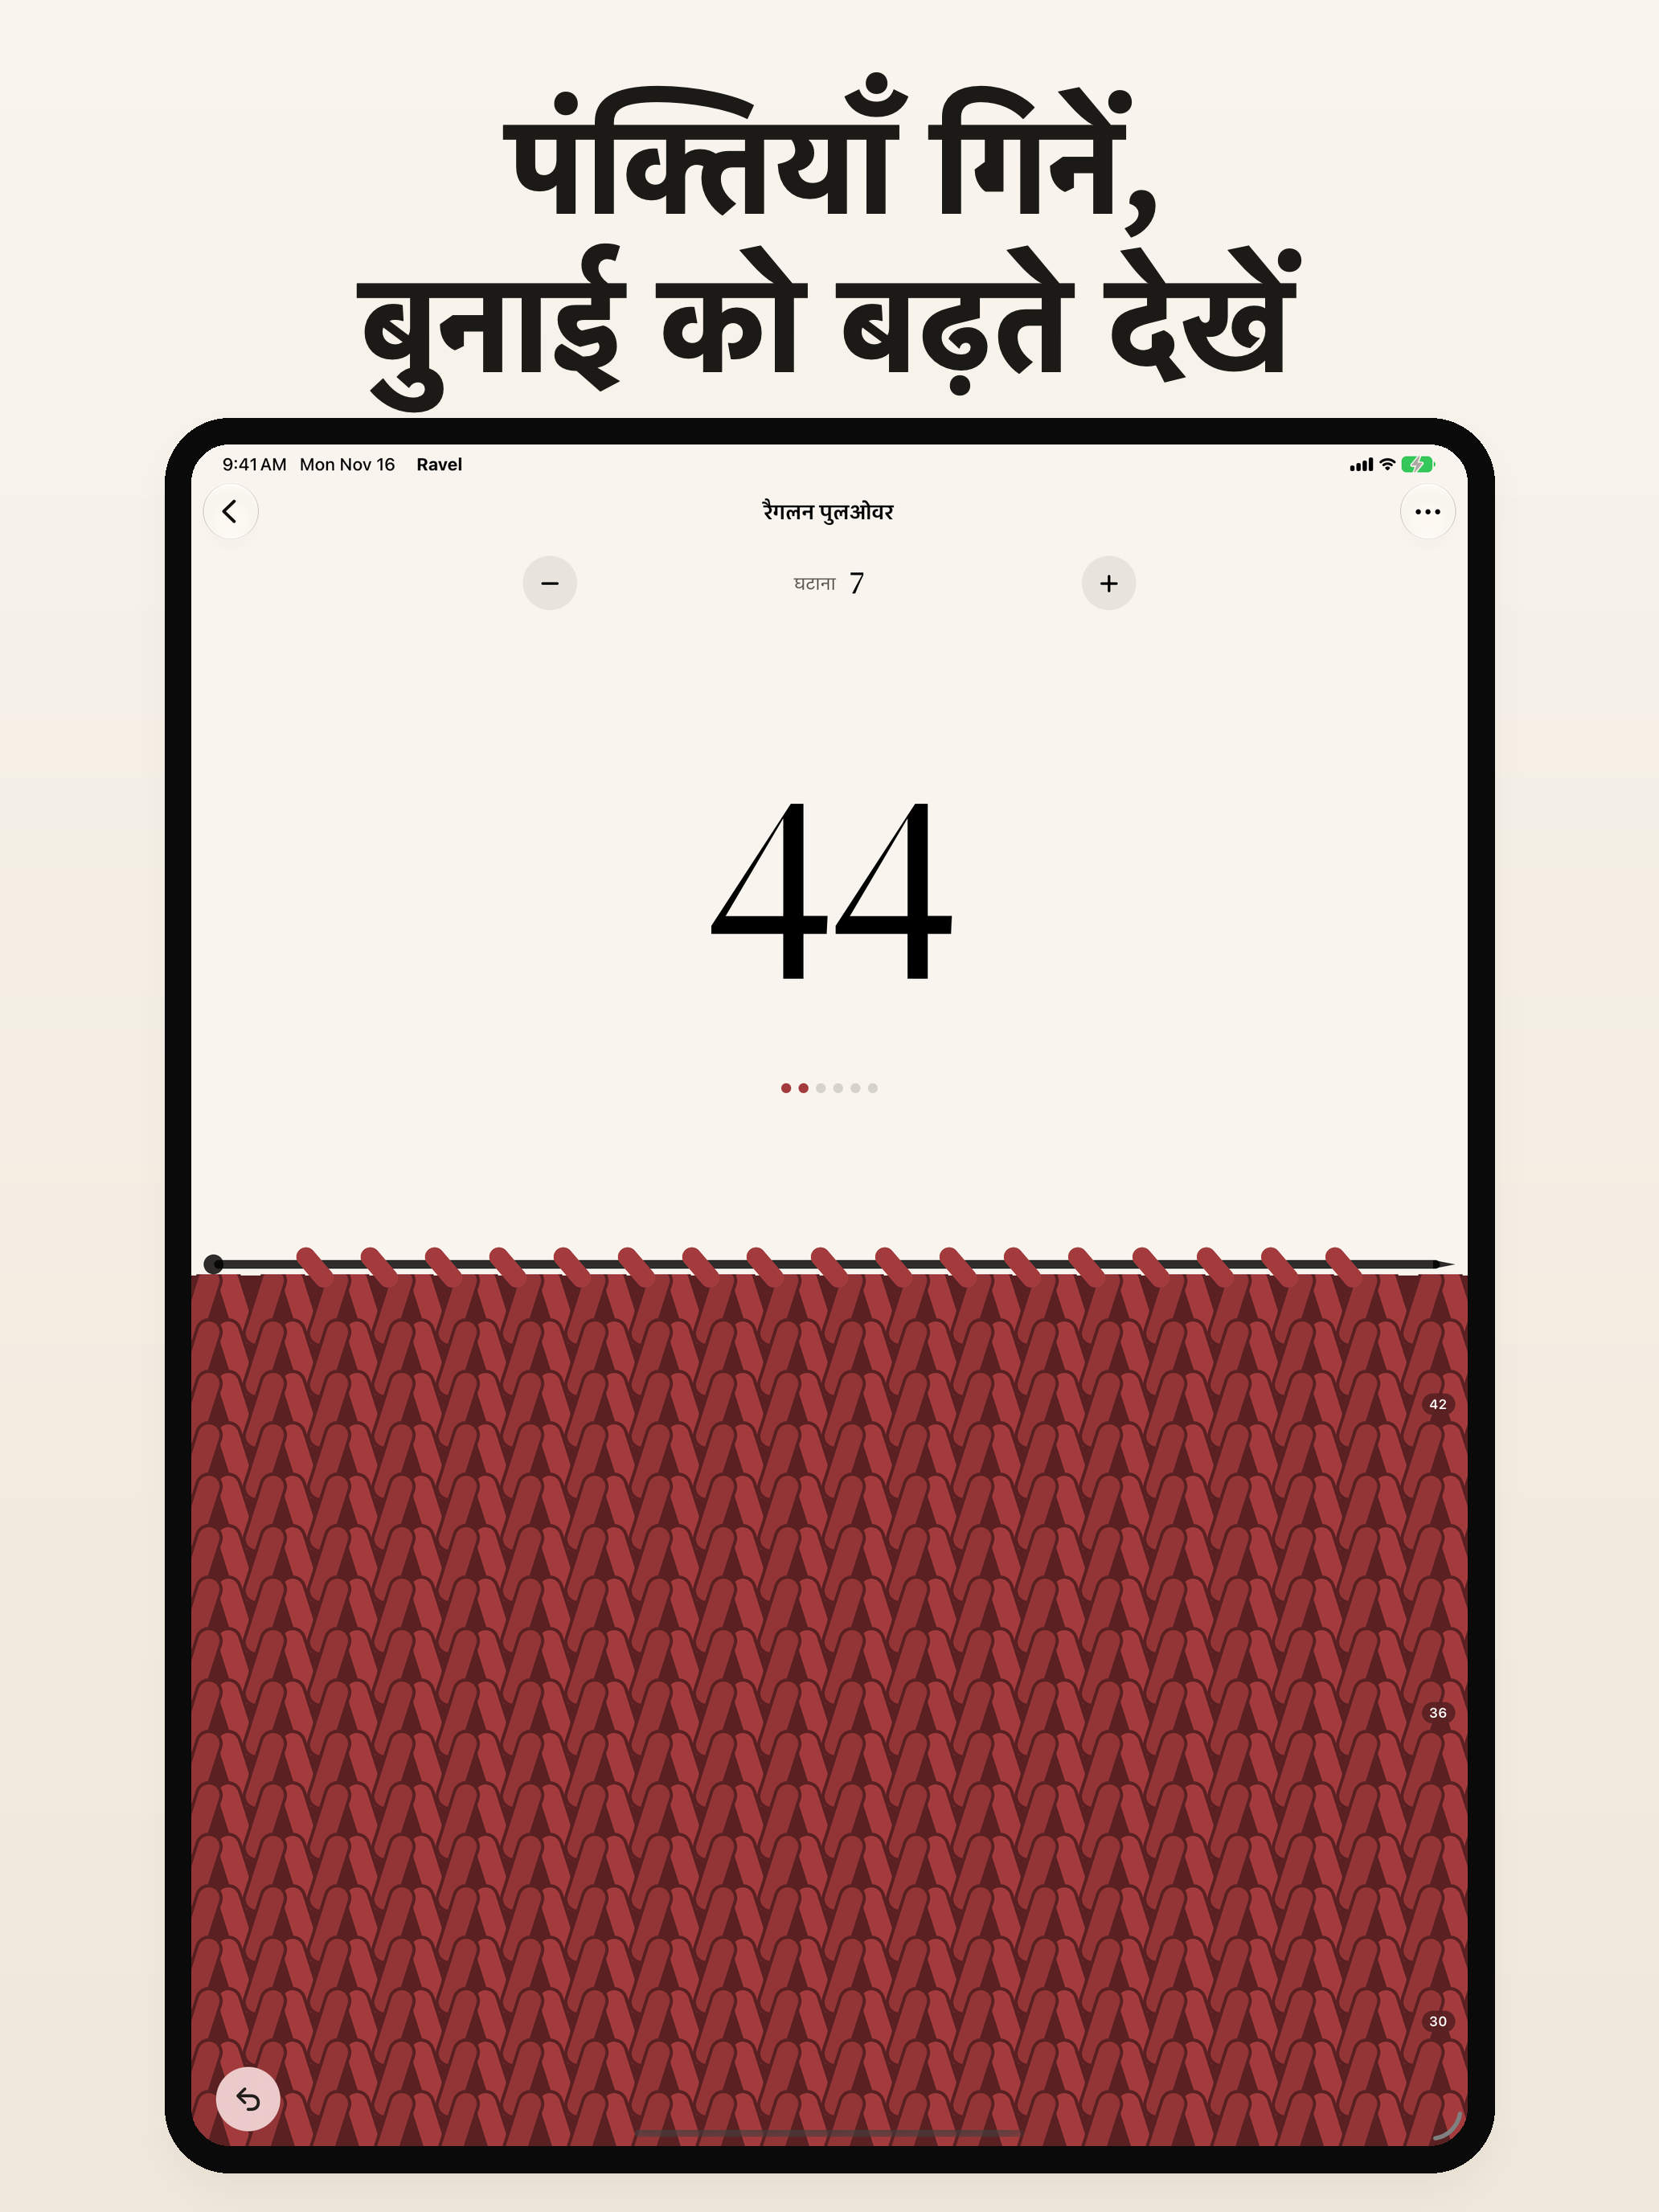 पंक्तियाँ गिनें,
बुनाई को बढ़ते देखें
9:41 AM Mon Nov 16 Ravel
रैगलन पुलओवर
घटाना 7
44
42
36
30